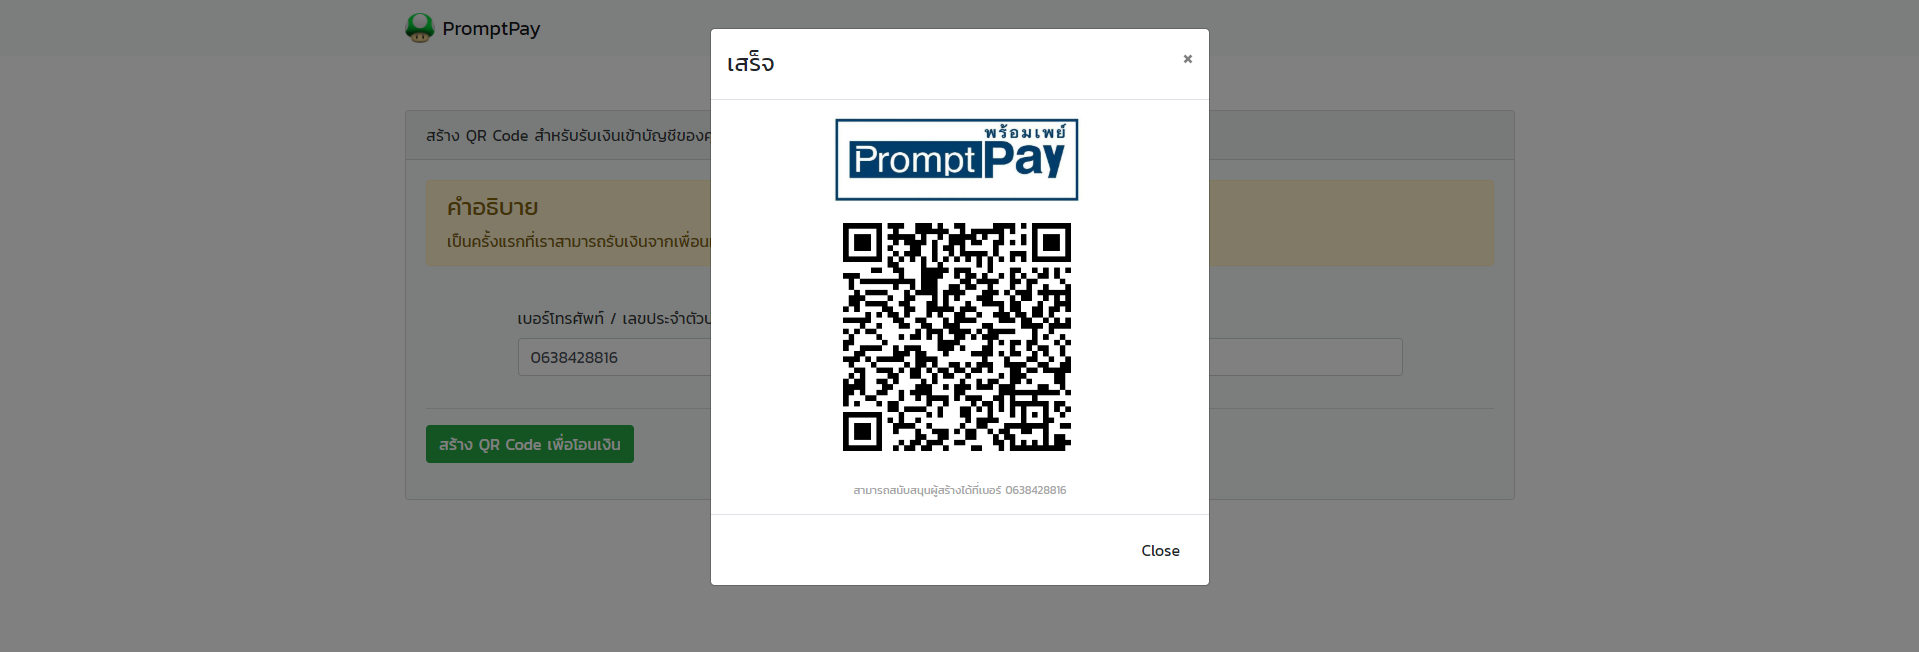 PromptPay
เสร็จ
×
สร้าง QR Code สำหรับรับเงินเข้าบัญชีของ
พร้อมเพย์
PromptPay
คำอธิบาย
เป็นครั้งแรกที่เราสามารถรับเงินจากเพื่อน
เบอร์โทรศัพท์ / เลขประจำตัว
0638428816
สร้าง QR Code เพื่อโอนเงิน
สามารถสนับสนุนผู้สร้างได้ที่เบอร์ 0638428816
Close